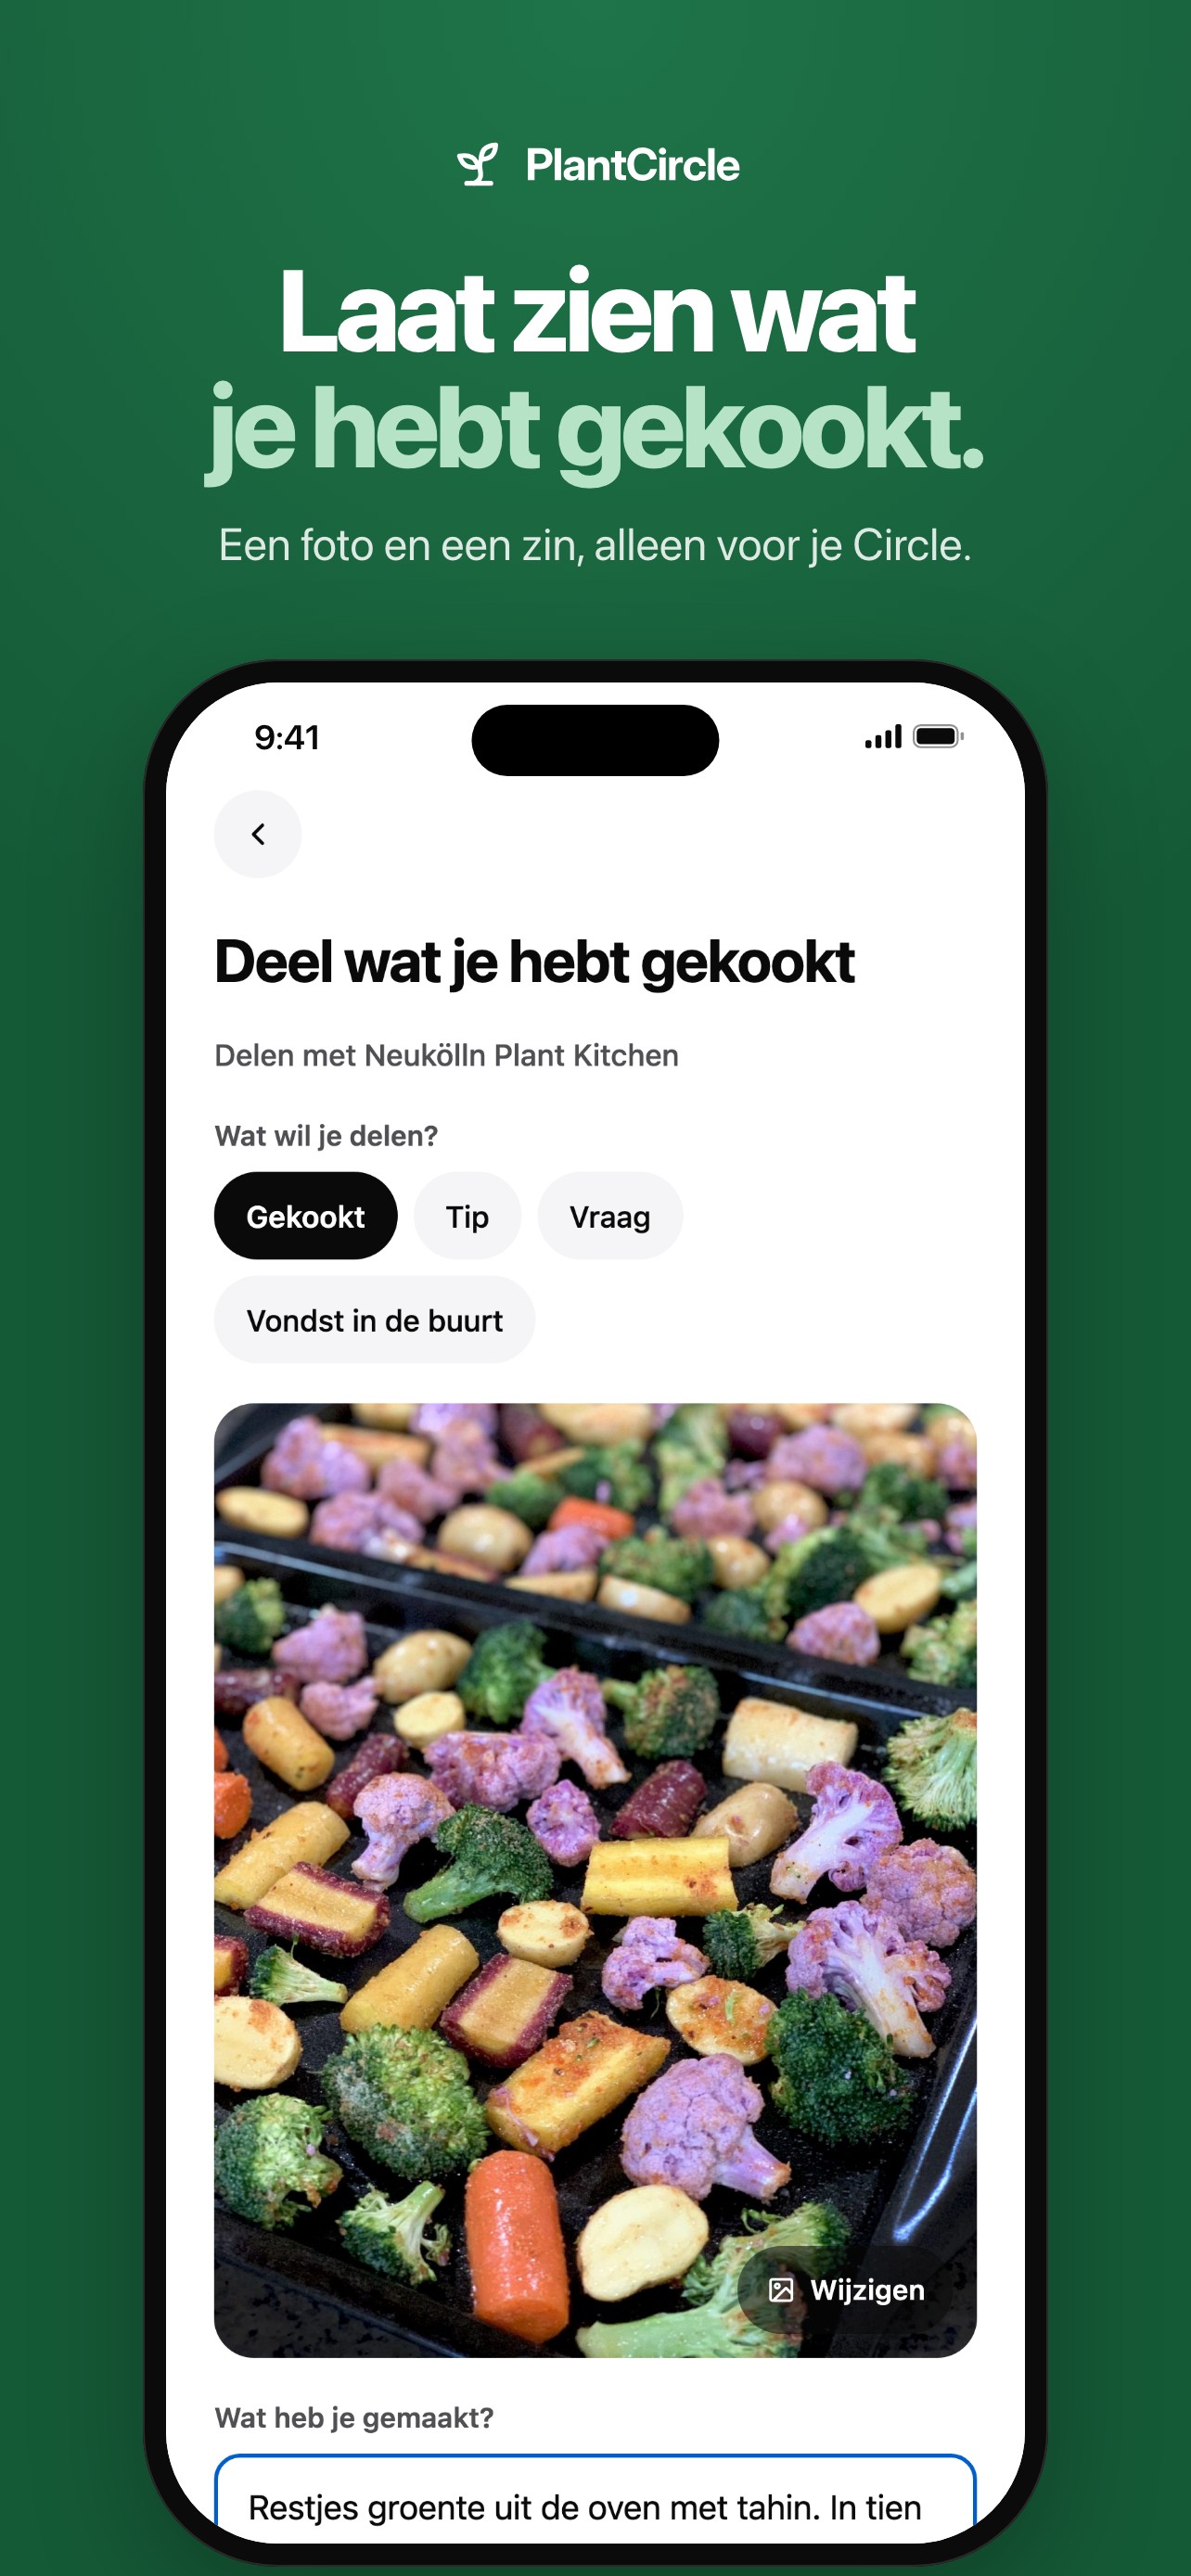 PlantCircle
Laat zien wat
je hebt gekookt.
Een foto en een zin, alleen voor je Circle.
9:41
Deel wat je hebt gekookt
Delen met Neukölln Plant Kitchen
Wat wil je delen?
Gekookt Tip Vraag
Vondst in de buurt
Wijzigen
Wat heb je gemaakt?
Restjes groente uit de oven met tahin. In tien